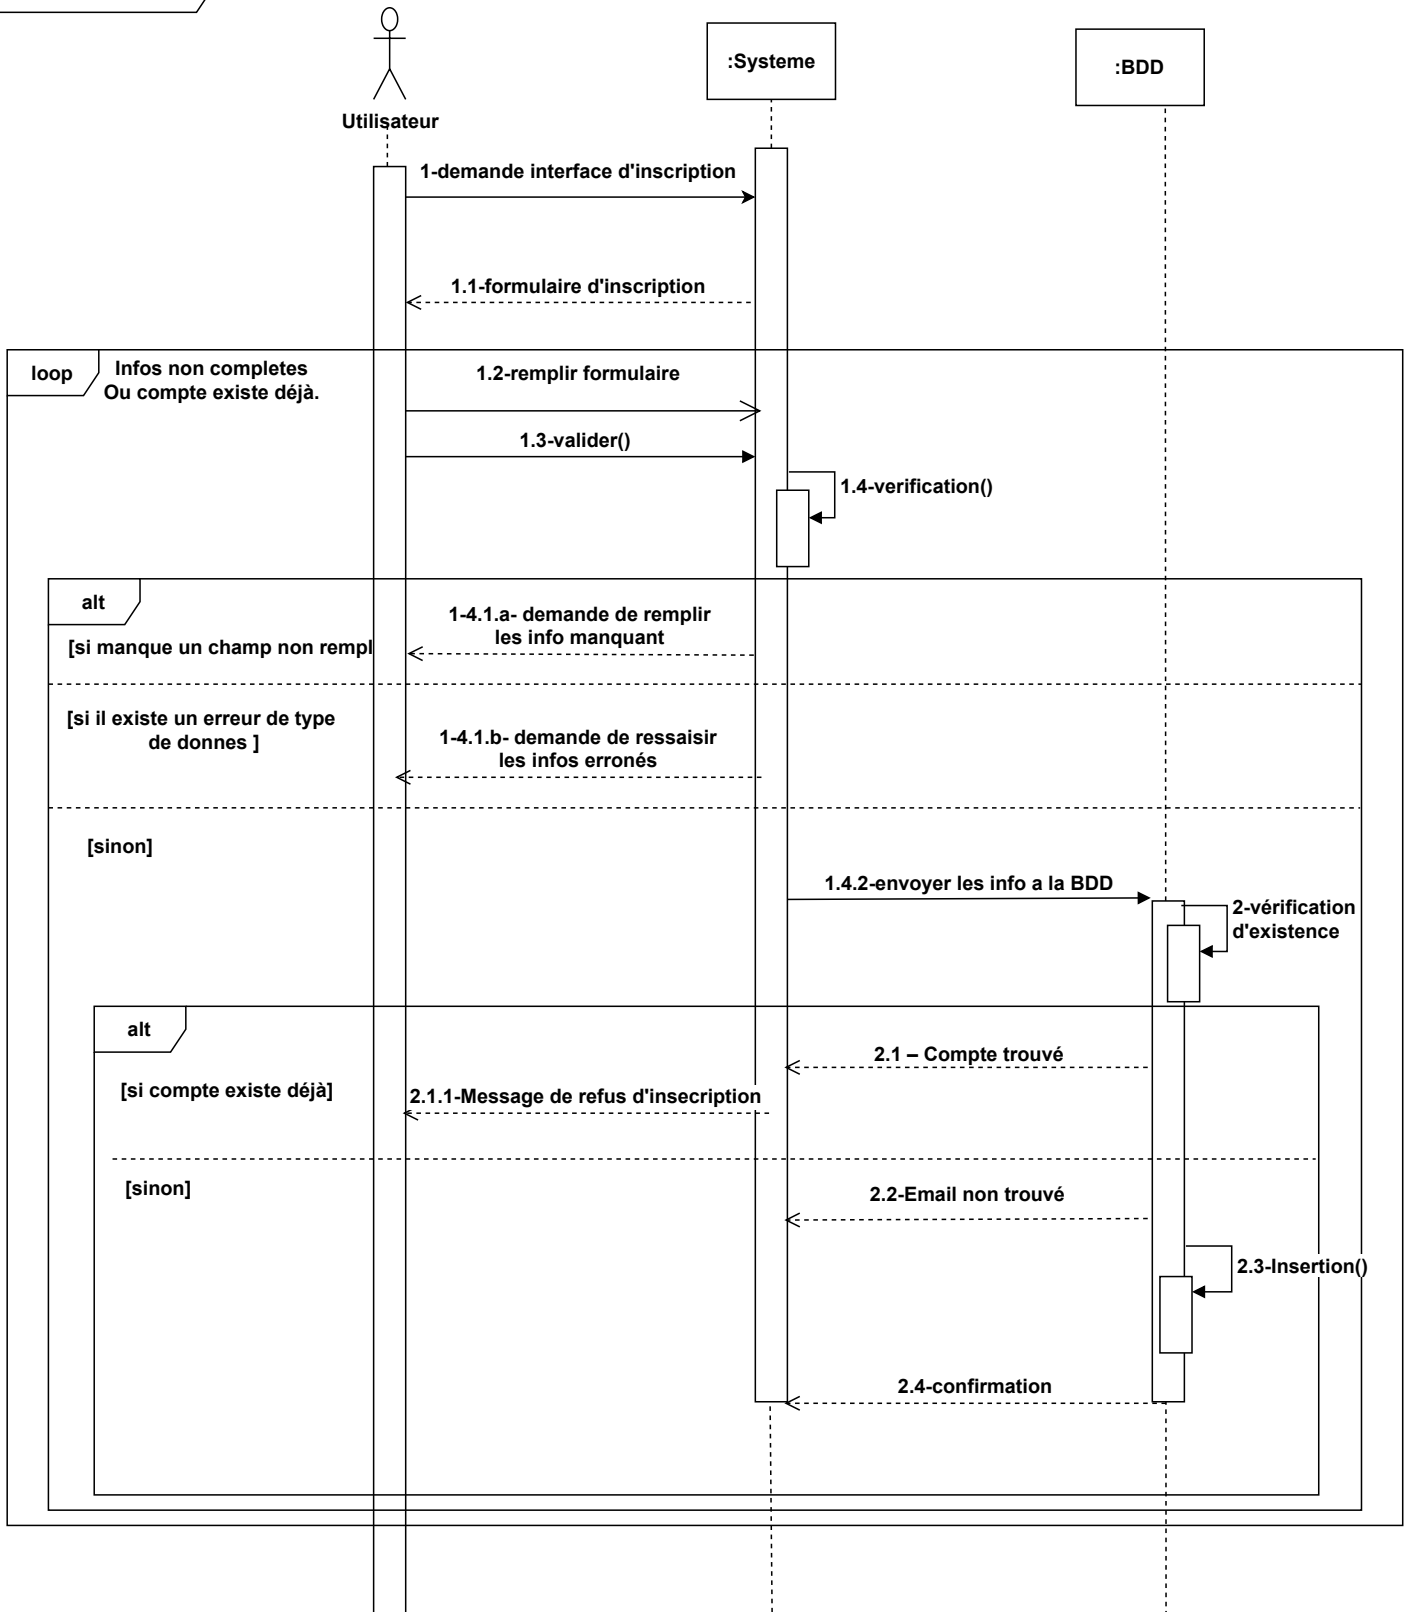 :Systeme
:BDD
Utilisateur
1-demande interface d'inscription
1.1-formulaire d'inscription
loop
Infos non completes
Ou compte existe déjà.
1.2-remplir formulaire
1.3-valider()
1.4-verification()
alt
1-4.1.a- demande de remplir
les info manquant
[si manque un champ non rempl
[si il existe un erreur de type
de donnes ]
1-4.1.b- demande de ressaisir
les infos erronés
[sinon]
1.4.2-envoyer les info a la BDD
2-vérification
d'existence
alt
2.1 – Compte trouvé
[si compte existe déjà]
2.1.1-Message de refus d'insecription
[sinon]
2.2-Email non trouvé
2.3-Insertion()
2.4-confirmation